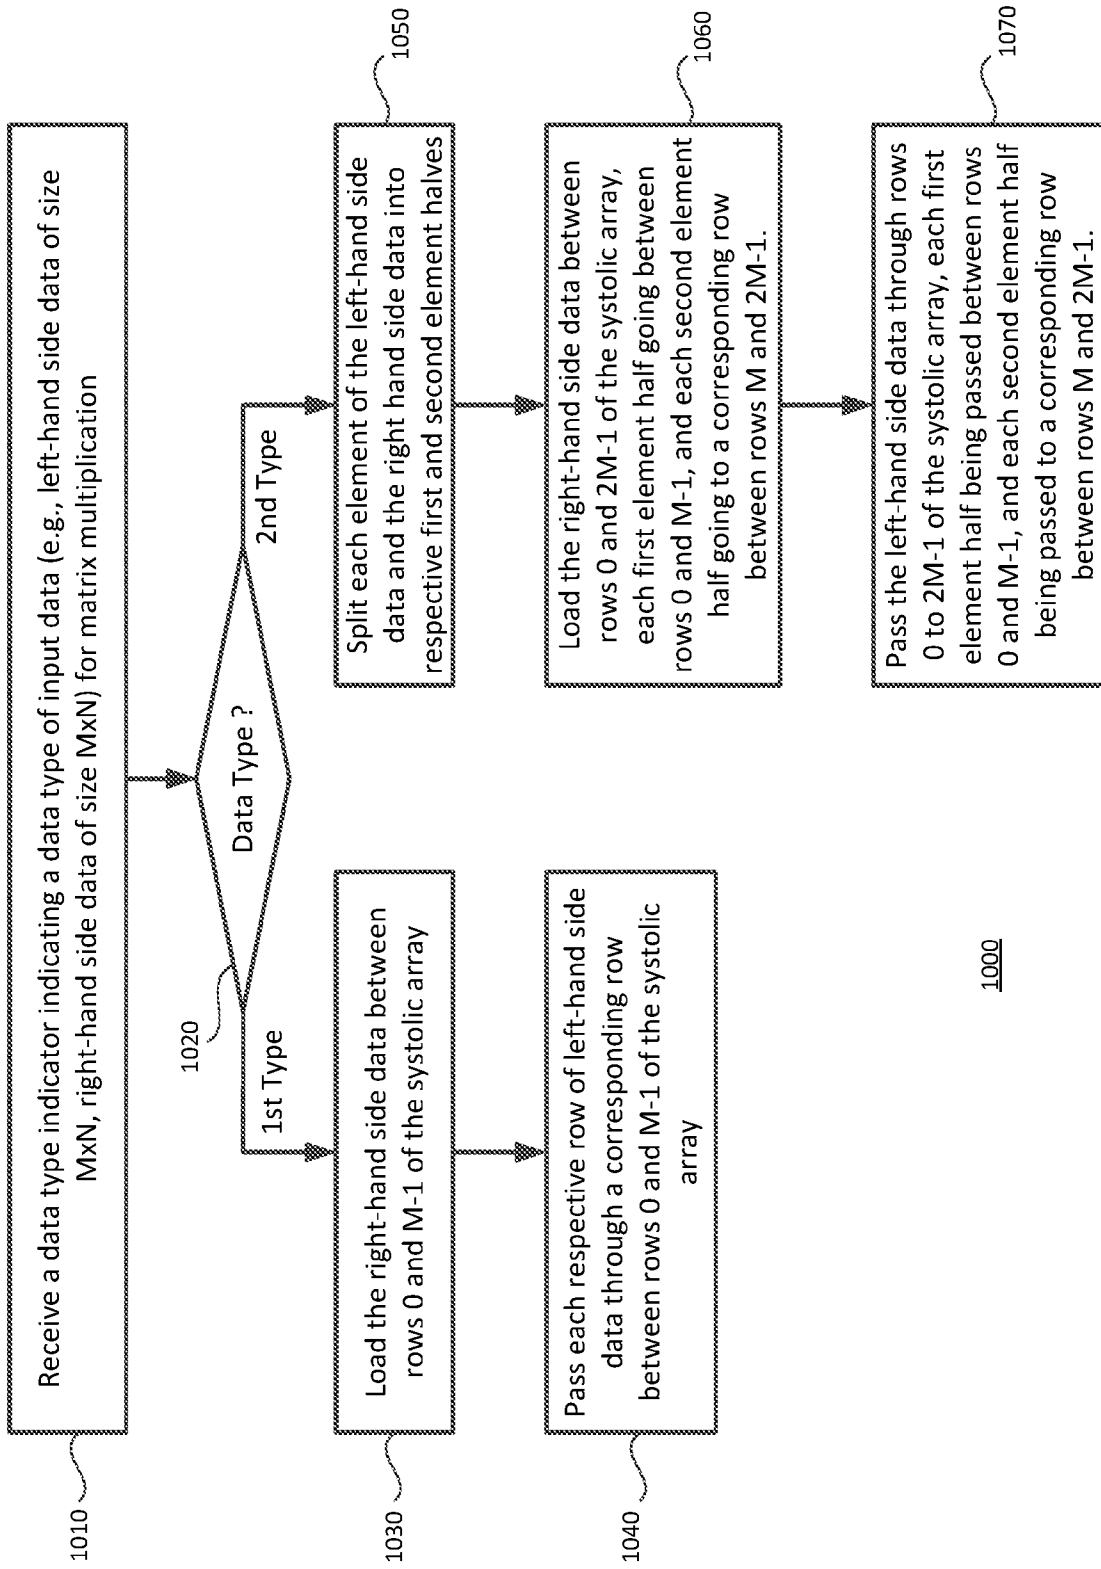 1010
Receive a data type indicator indicating a data type of input data (e.g., left-hand side data of size
MxN, right-hand side data of size MxN) for matrix multiplication
1020
Data Type ?
1st Type
2nd Type
1030
Load the right-hand side data between
rows 0 and M-1 of the systolic array
1040
Pass each respective row of left-hand side
data through a corresponding row
between rows 0 and M-1 of the systolic
array
1050
Split each element of the left-hand side
data and the right hand side data into
respective first and second element halves
1060
Load the right-hand side data between
rows 0 and 2M-1 of the systolic array,
each first element half going between
rows 0 and M-1, and each second element
half going to a corresponding row
between rows M and 2M-1.
1070
Pass the left-hand side data through rows
0 to 2M-1 of the systolic array, each first
element half being passed between rows
0 and M-1, and each second element half
being passed to a corresponding row
between rows M and 2M-1.
1000